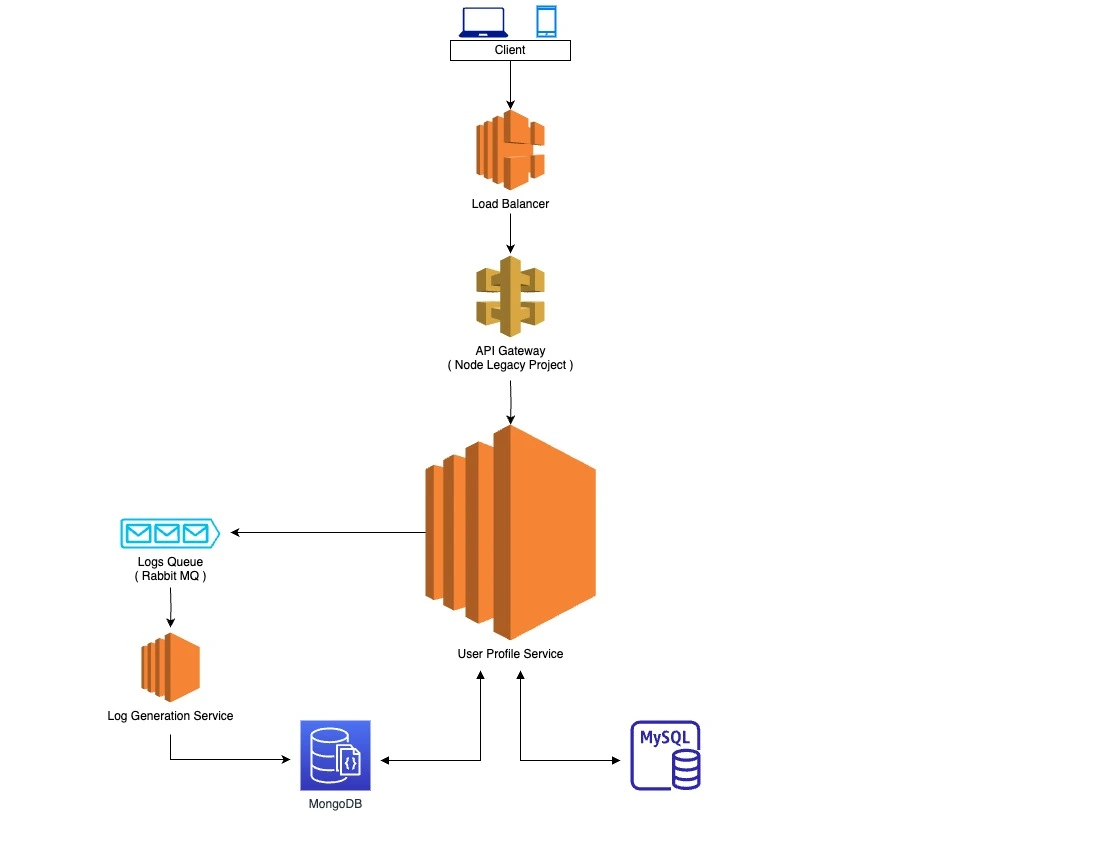 Client
Load Balancer
API Gateway
( Node Legacy Project )
Logs Queue
( Rabbit MQ )
User Profile Service
Log Generation Service
MySQL
{}
MongoDB